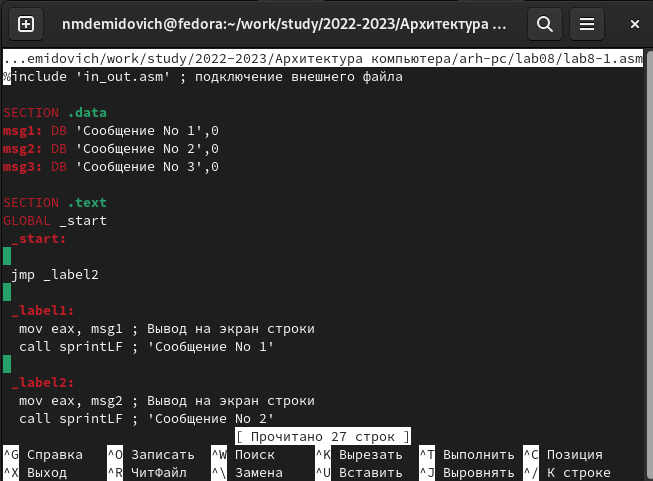 nmdemidovich@fedora:~/work/study/2022-2023/Архитектура ...
...emidovich/work/study/2022-2023/Архитектура компьютера/arh-pc/lab08/lab8-1.asm
%include 'in_out.asm' ; подключение внешнего файла
SECTION .data
msg1: DB 'Сообщение No 1',0
msg2: DB 'Сообщение No 2',0
msg3: DB 'Сообщение No 3',0
SECTION .text
GLOBAL _start
_start:
jmp _label2
_label1:
mov eax, msg1 ; Вывод на экран строки
call sprintLF ; 'Сообщение No 1'
_label2:
mov eax, msg2 ; Вывод на экран строки
call sprintLF ; 'Сообщение No 2'
[ Прочитано 27 строк ]
^G Справка ^O Записать ^W Поиск ^K Вырезать ^T Выполнить ^C Позиция
^X Выход ^R ЧитФайл ^\ Замена ^U Вставить ^J Выровнять ^/ К строке